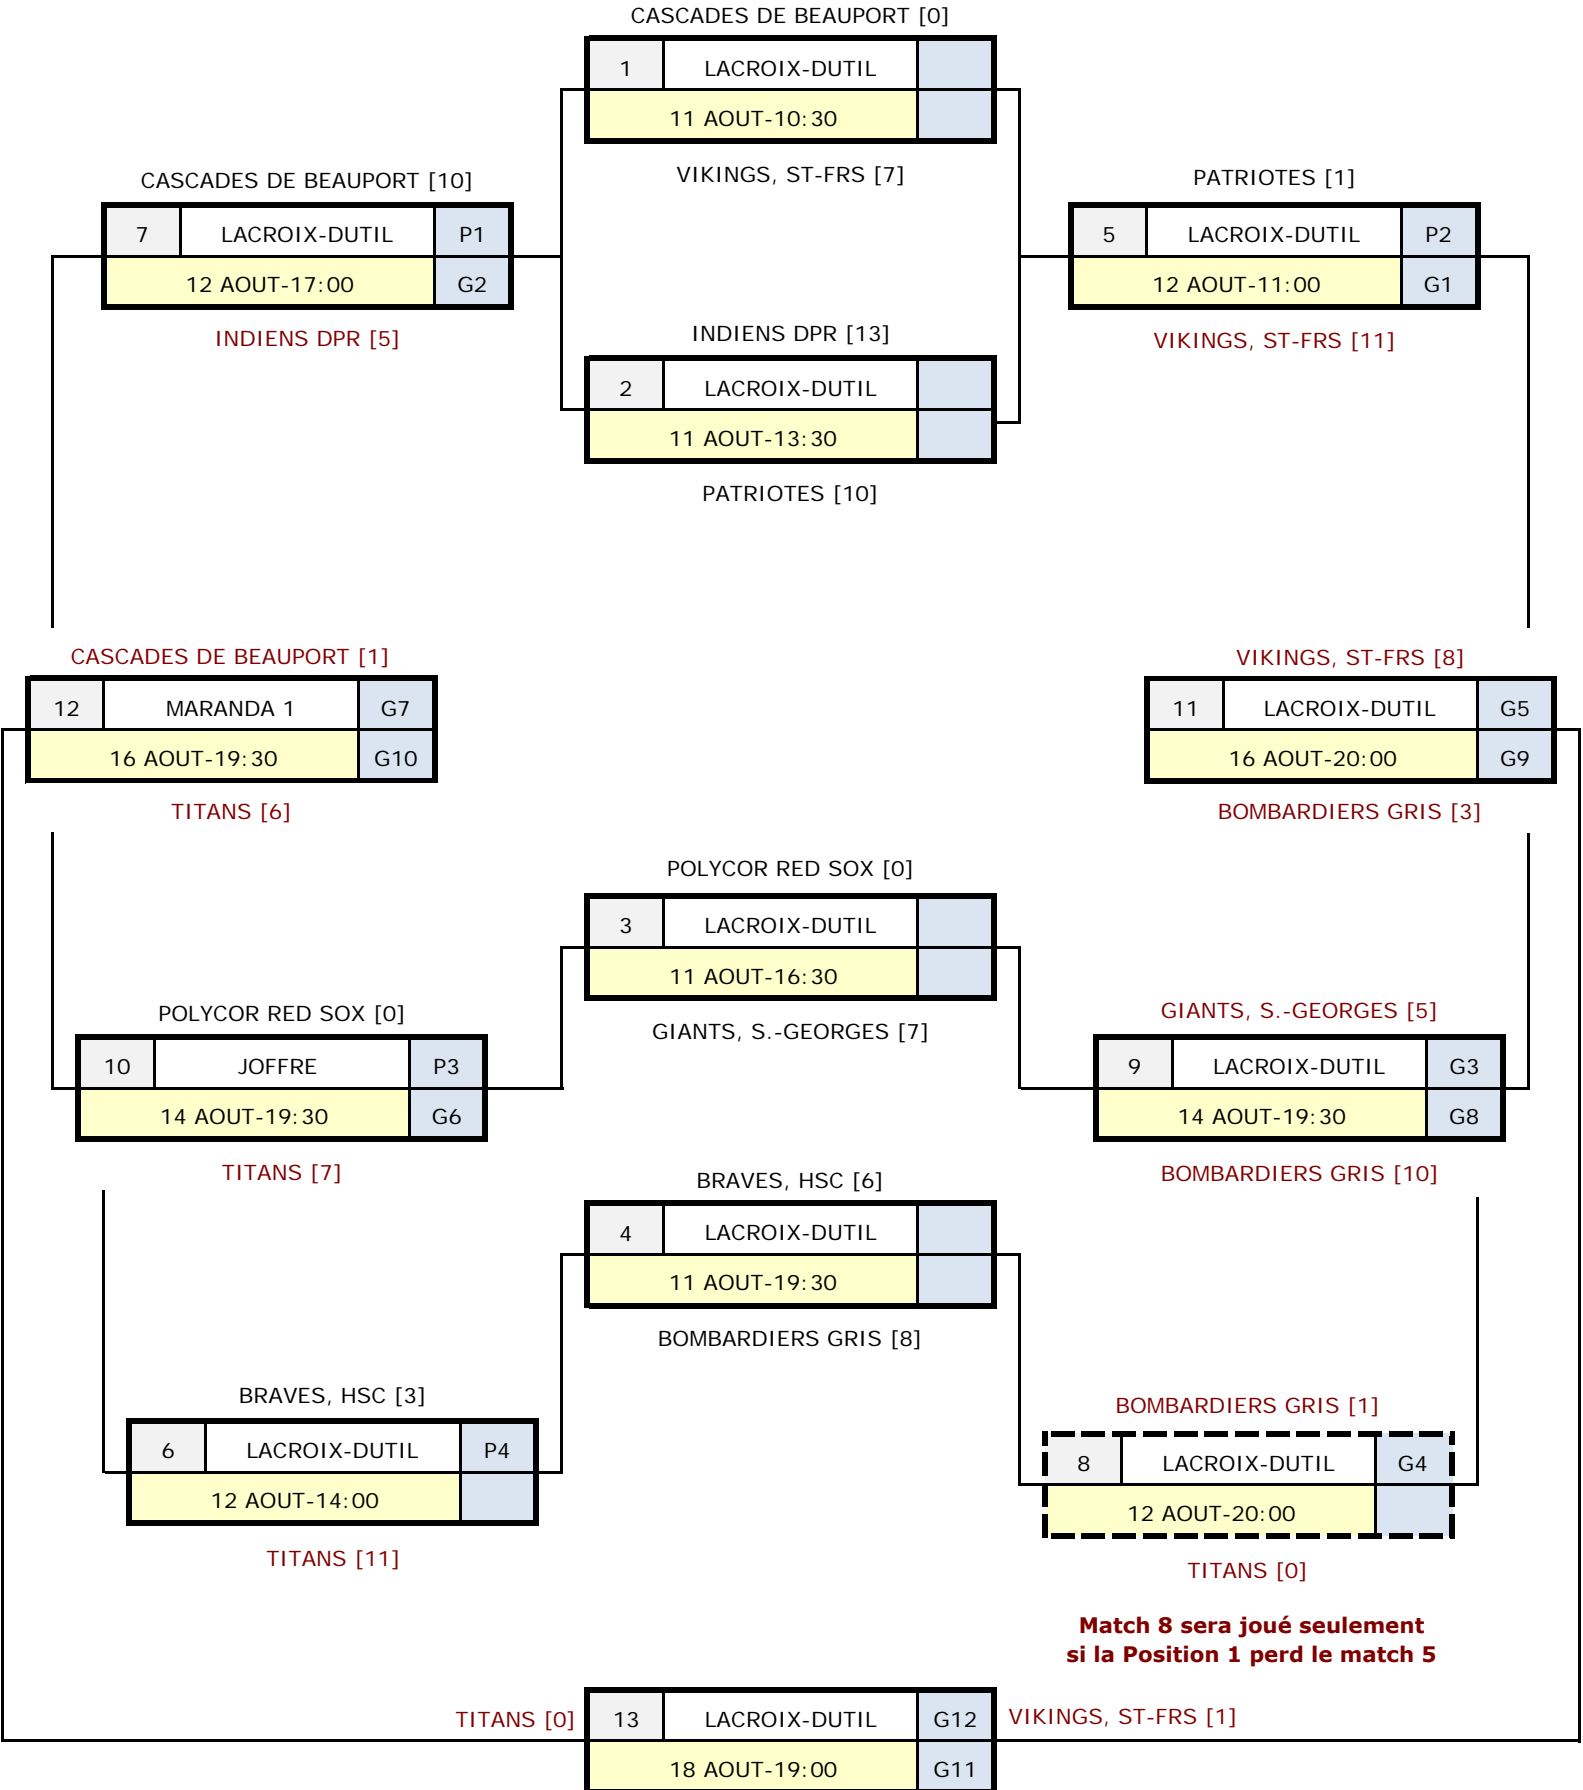 CASCADES DE BEAUPORT [0]
1 LACROIX-DUTIL
11 AOUT-10:30
VIKINGS, ST-FRS [7]
CASCADES DE BEAUPORT [10]
7 LACROIX-DUTIL P1
12 AOUT-17:00 G2
INDIENS DPR [5]
PATRIOTES [1]
5 LACROIX-DUTIL P2
12 AOUT-11:00 G1
VIKINGS, ST-FRS [11]
INDIENS DPR [13]
2 LACROIX-DUTIL
11 AOUT-13:30
PATRIOTES [10]
CASCADES DE BEAUPORT [1]
12 MARANDA 1 G7
16 AOUT-19:30 G10
TITANS [6]
VIKINGS, ST-FRS [8]
11 LACROIX-DUTIL G5
16 AOUT-20:00 G9
BOMBARDIERS GRIS [3]
POLYCOR RED SOX [0]
3 LACROIX-DUTIL
11 AOUT-16:30
GIANTS, S.-GEORGES [7]
POLYCOR RED SOX [0]
10 JOFFRE P3
14 AOUT-19:30 G6
TITANS [7]
GIANTS, S.-GEORGES [5]
9 LACROIX-DUTIL G3
14 AOUT-19:30 G8
BOMBARDIERS GRIS [10]
BRAVES, HSC [6]
4 LACROIX-DUTIL
11 AOUT-19:30
BOMBARDIERS GRIS [8]
BRAVES, HSC [3]
6 LACROIX-DUTIL P4
12 AOUT-14:00
TITANS [11]
BOMBARDIERS GRIS [1]
8 LACROIX-DUTIL G4
12 AOUT-20:00
TITANS [0]
Match 8 sera joué seulement
si la Position 1 perd le match 5
TITANS [0] 13 LACROIX-DUTIL G12 VIKINGS, ST-FRS [1]
18 AOUT-19:00 G11